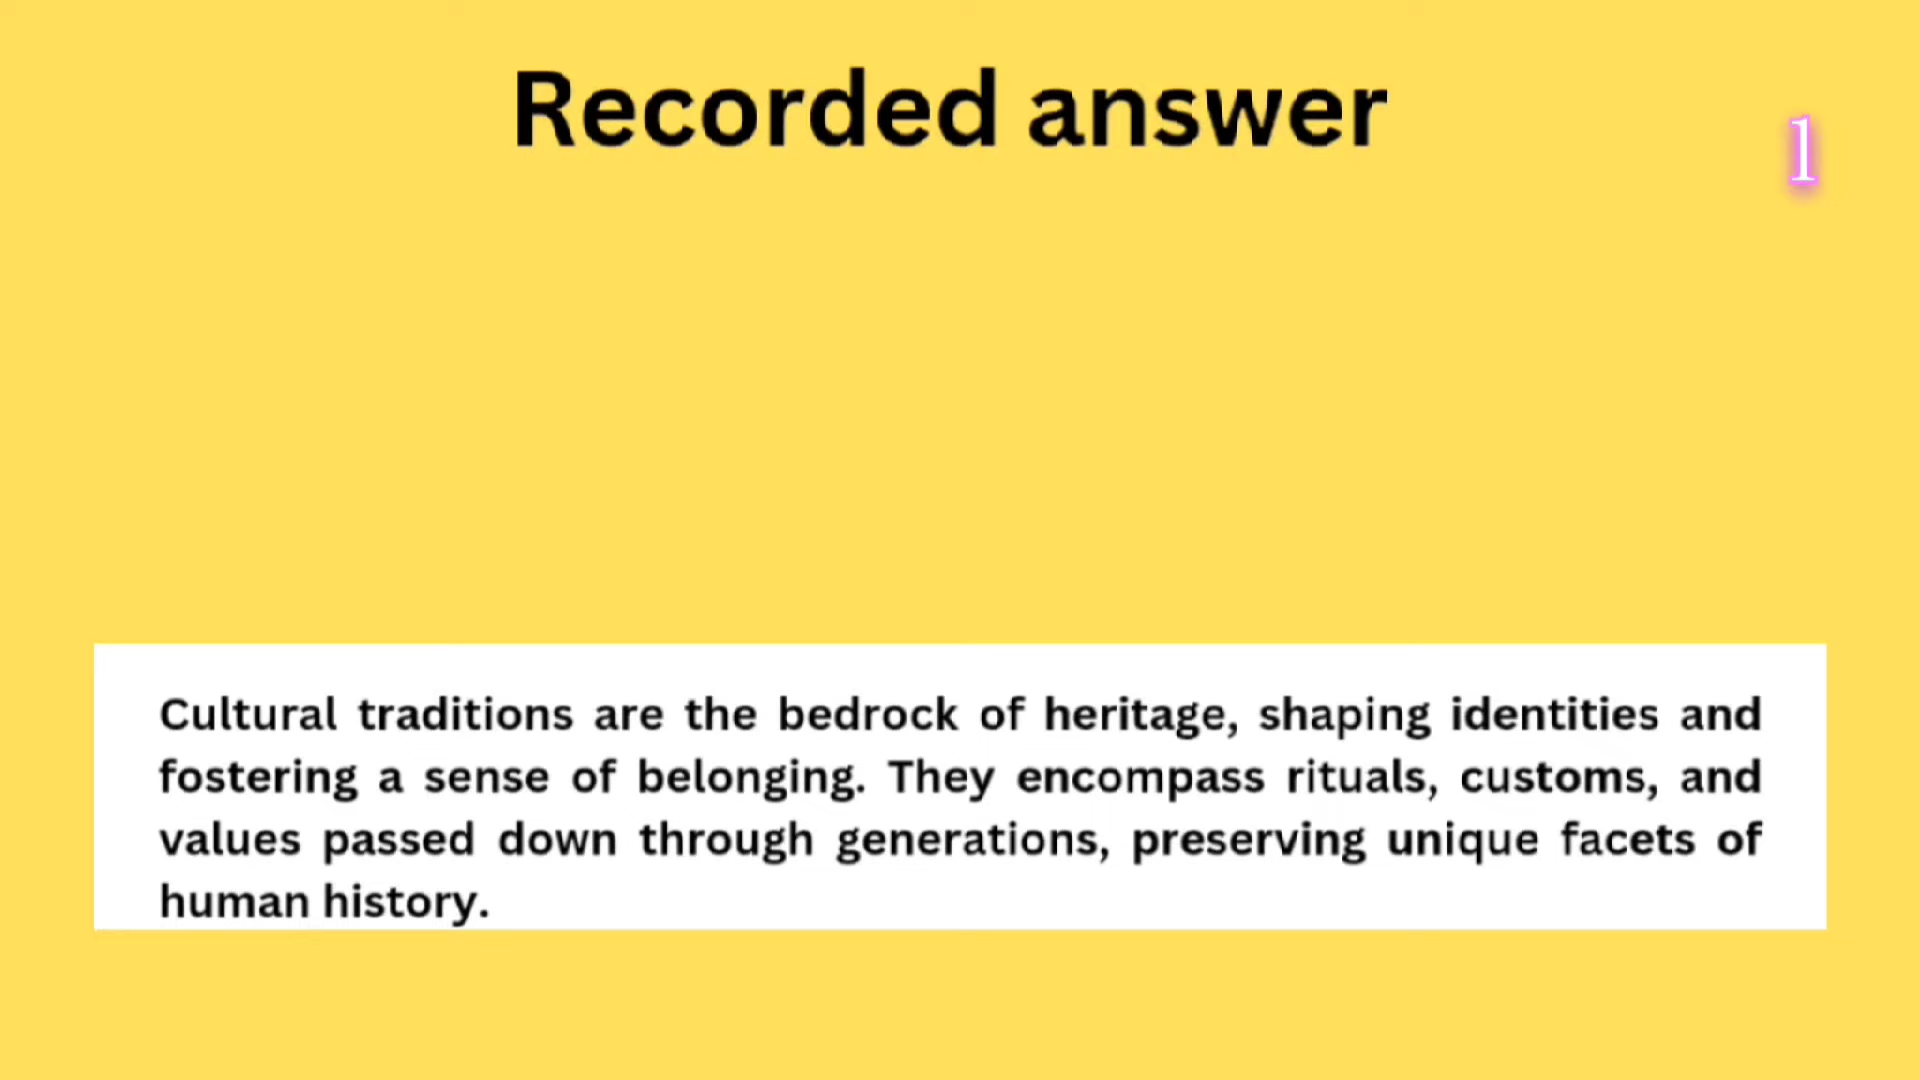 Recorded answer
1
Cultural traditions are the bedrock of heritage, shaping identities and
fostering a sense of belonging. They encompass rituals, customs, and
values passed down through generations, preserving unique facets of
human history.